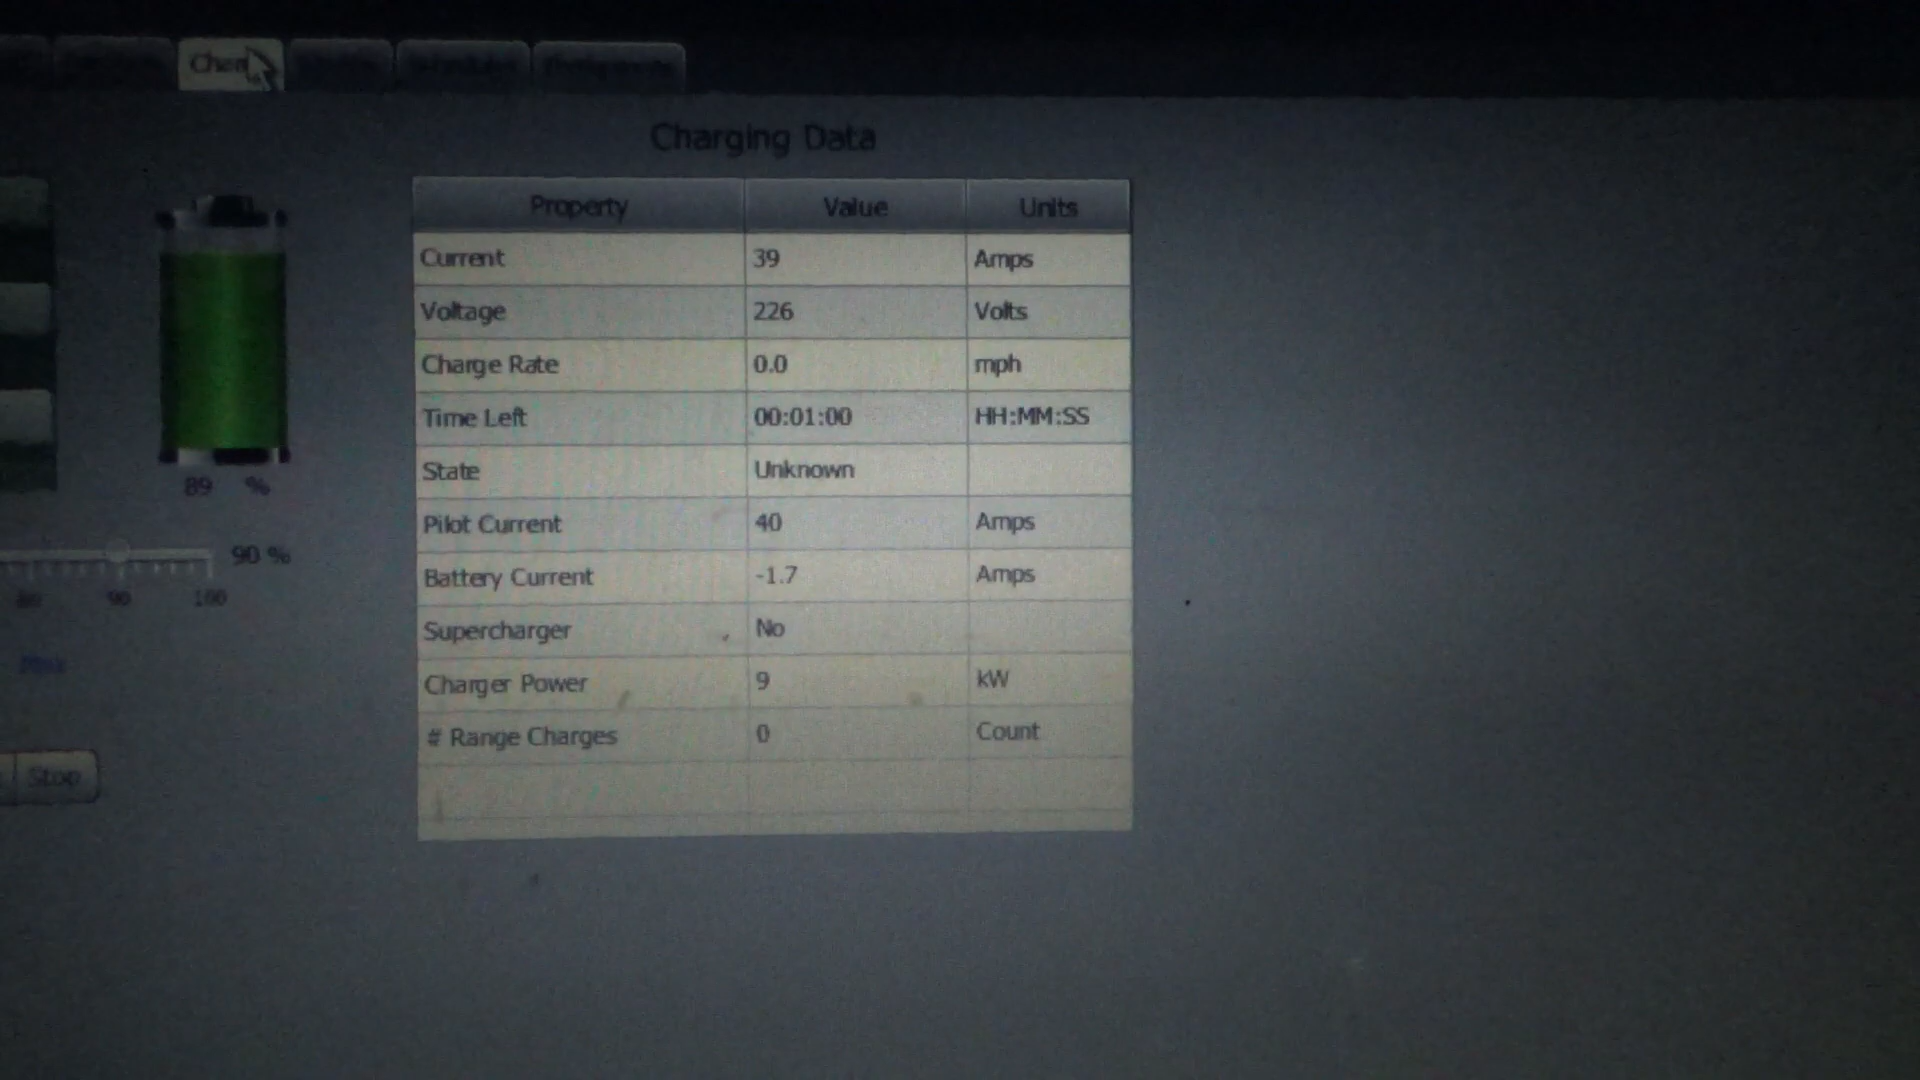 Charging Data
Property Value Units
Current 39 Amps
Voltage 226 Volts
Charge Rate 0.0 mph
Time Left 00:01:00 HH:MM:SS
State Unknown
Pilot Current 40 Amps
Battery Current -1.7 Amps
Supercharger No
Charger Power 9 kW
# Range Charges 0 Count
89 %
90 %
80 90 100
Max
Stop